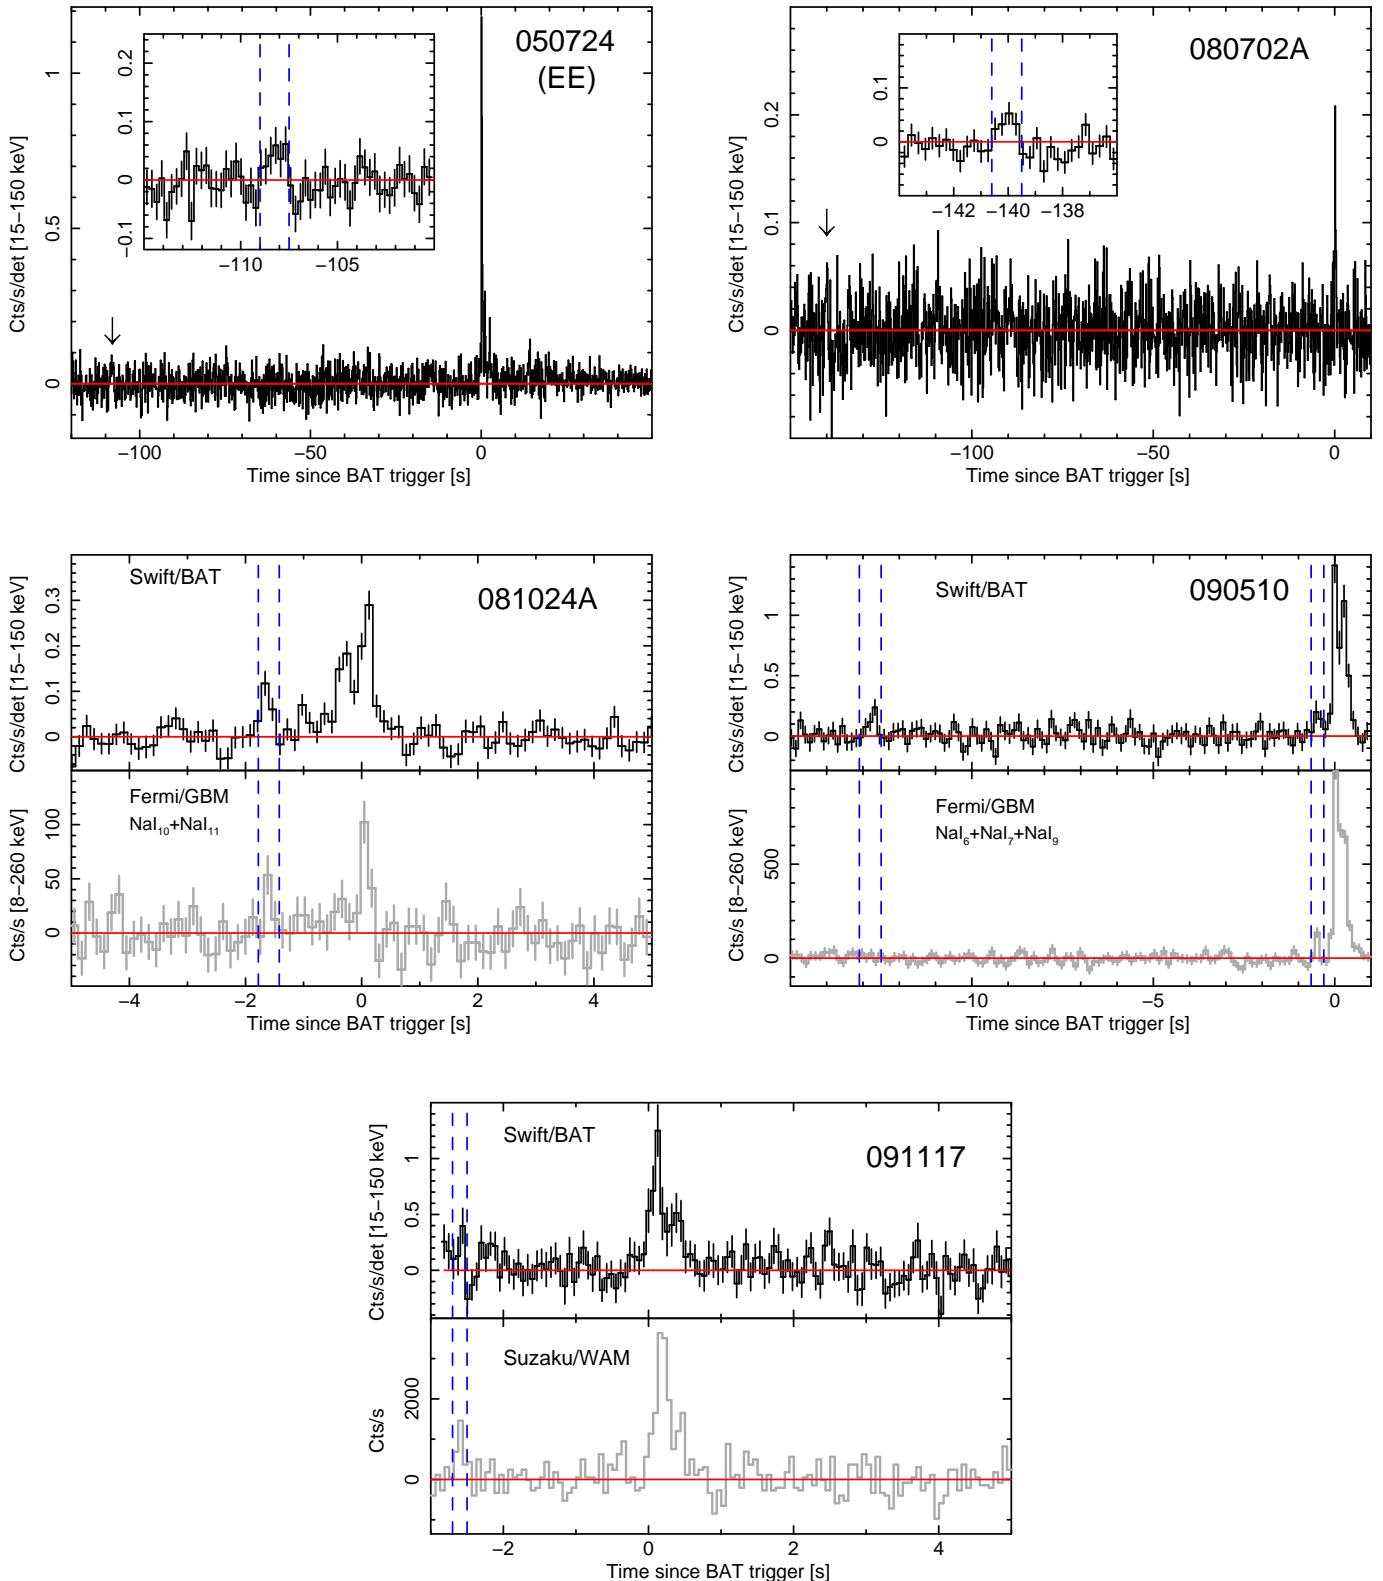 050724
(EE)
Cts/s/det [15−150 keV]
0 0.5 1
−0.1 0 0.1 0.2
−110 −105
−100 −50 0
Time since BAT trigger [s]
080702A
Cts/s/det [15−150 keV]
0 0.1 0.2
0 0.1
−142 −140 −138
−100 −50 0
Time since BAT trigger [s]
Swift/BAT
081024A
Cts/s/det [15−150 keV]
0 0.1 0.2 0.3
Fermi/GBM
NaI10+NaI11
Cts/s [8−260 keV]
0 50 100
−4 −2 0 2 4
Time since BAT trigger [s]
Swift/BAT
090510
Cts/s/det [15−150 keV]
0 0.5 1
Fermi/GBM
NaI6+NaI7+NaI9
Cts/s [8−260 keV]
0 500
−10 −5 0
Time since BAT trigger [s]
Swift/BAT
091117
Cts/s/det [15−150 keV]
0 0.5 1
Suzaku/WAM
Cts/s
0 2000
−2 0 2 4
Time since BAT trigger [s]